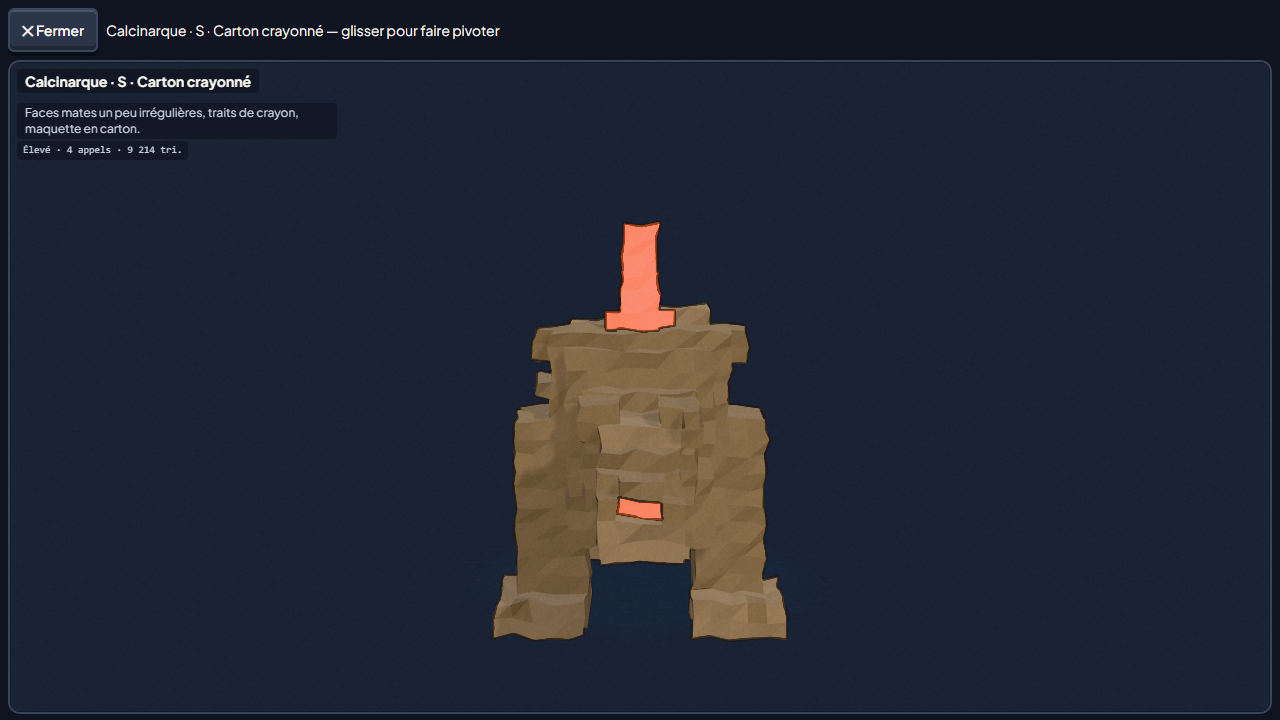 ✕ Fermer
Calcinarque · S · Carton crayonné — glisser pour faire pivoter
Calcinarque · S · Carton crayonné
Faces mates un peu irrégulières, traits de crayon,
maquette en carton.
Élevé · 4 appels · 9 214 tri.